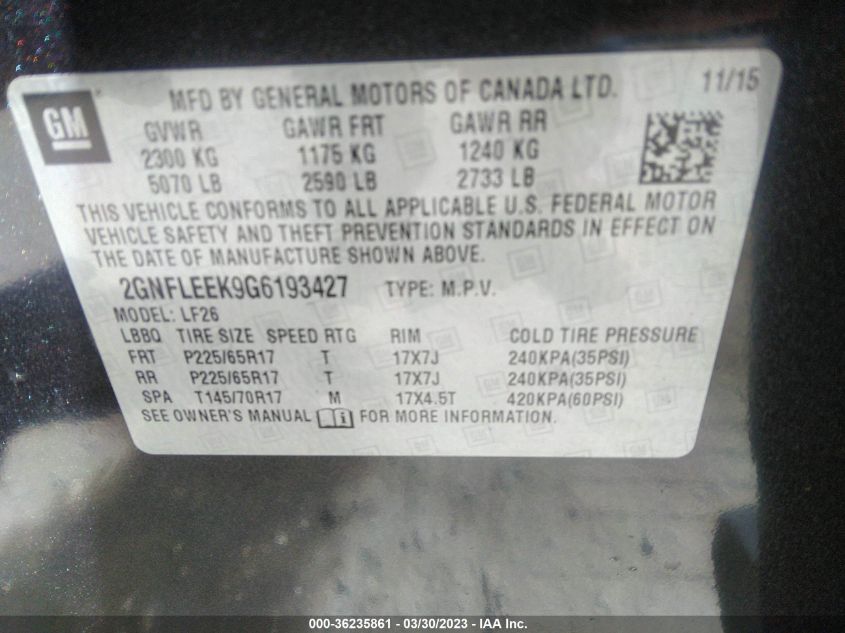 GM
MFD BY GENERAL MOTORS OF CANADA LTD. 11/15
GVWR GAWR FRT GAWR RR
2300 KG 1175 KG 1240 KG
5070 LB 2590 LB 2733 LB
THIS VEHICLE CONFORMS TO ALL APPLICABLE U.S. FEDERAL MOTOR
VEHICLE SAFETY AND THEFT PREVENTION STANDARDS IN EFFECT ON
THE DATE OF MANUFACTURE SHOWN ABOVE.
2GNFLEEK9G6193427 TYPE: M.P.V.
MODEL: LF26
LBBQ TIRE SIZE SPEED RTG RIM COLD TIRE PRESSURE
FRT P225/65R17 T 17X7J 240KPA(35PSI)
RR P225/65R17 T 17X7J 240KPA(35PSI)
SPA T145/70R17 M 17X4.5T 420KPA(60PSI)
SEE OWNER'S MANUAL i FOR MORE INFORMATION.
000-36235861 - 03/30/2023 - IAA Inc.